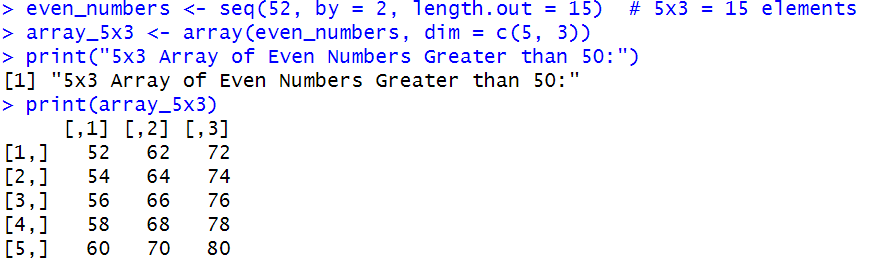 > even_numbers <- seq(52, by = 2, length.out = 15)  # 5x3 = 15 elements
> array_5x3 <- array(even_numbers, dim = c(5, 3))
> print("5x3 Array of Even Numbers Greater than 50:")
[1] "5x3 Array of Even Numbers Greater than 50:"
> print(array_5x3)
     [,1] [,2] [,3]
[1,]   52   62   72
[2,]   54   64   74
[3,]   56   66   76
[4,]   58   68   78
[5,]   60   70   80